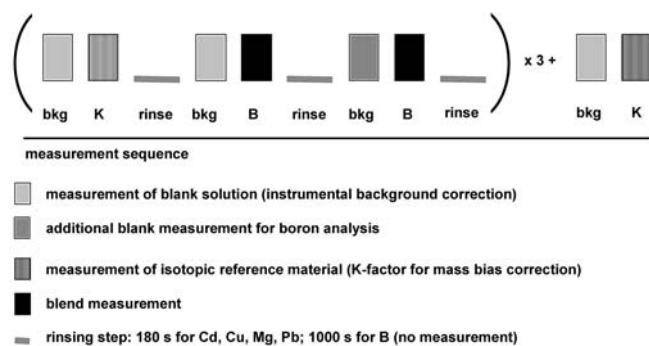 x 3 +
bkg K rinse bkg B rinse bkg B rinse bkg K
measurement sequence
measurement of blank solution (instrumental background correction)
additional blank measurement for boron analysis
measurement of isotopic reference material (K-factor for mass bias correction)
blend measurement
rinsing step: 180 s for Cd, Cu, Mg, Pb; 1000 s for B (no measurement)